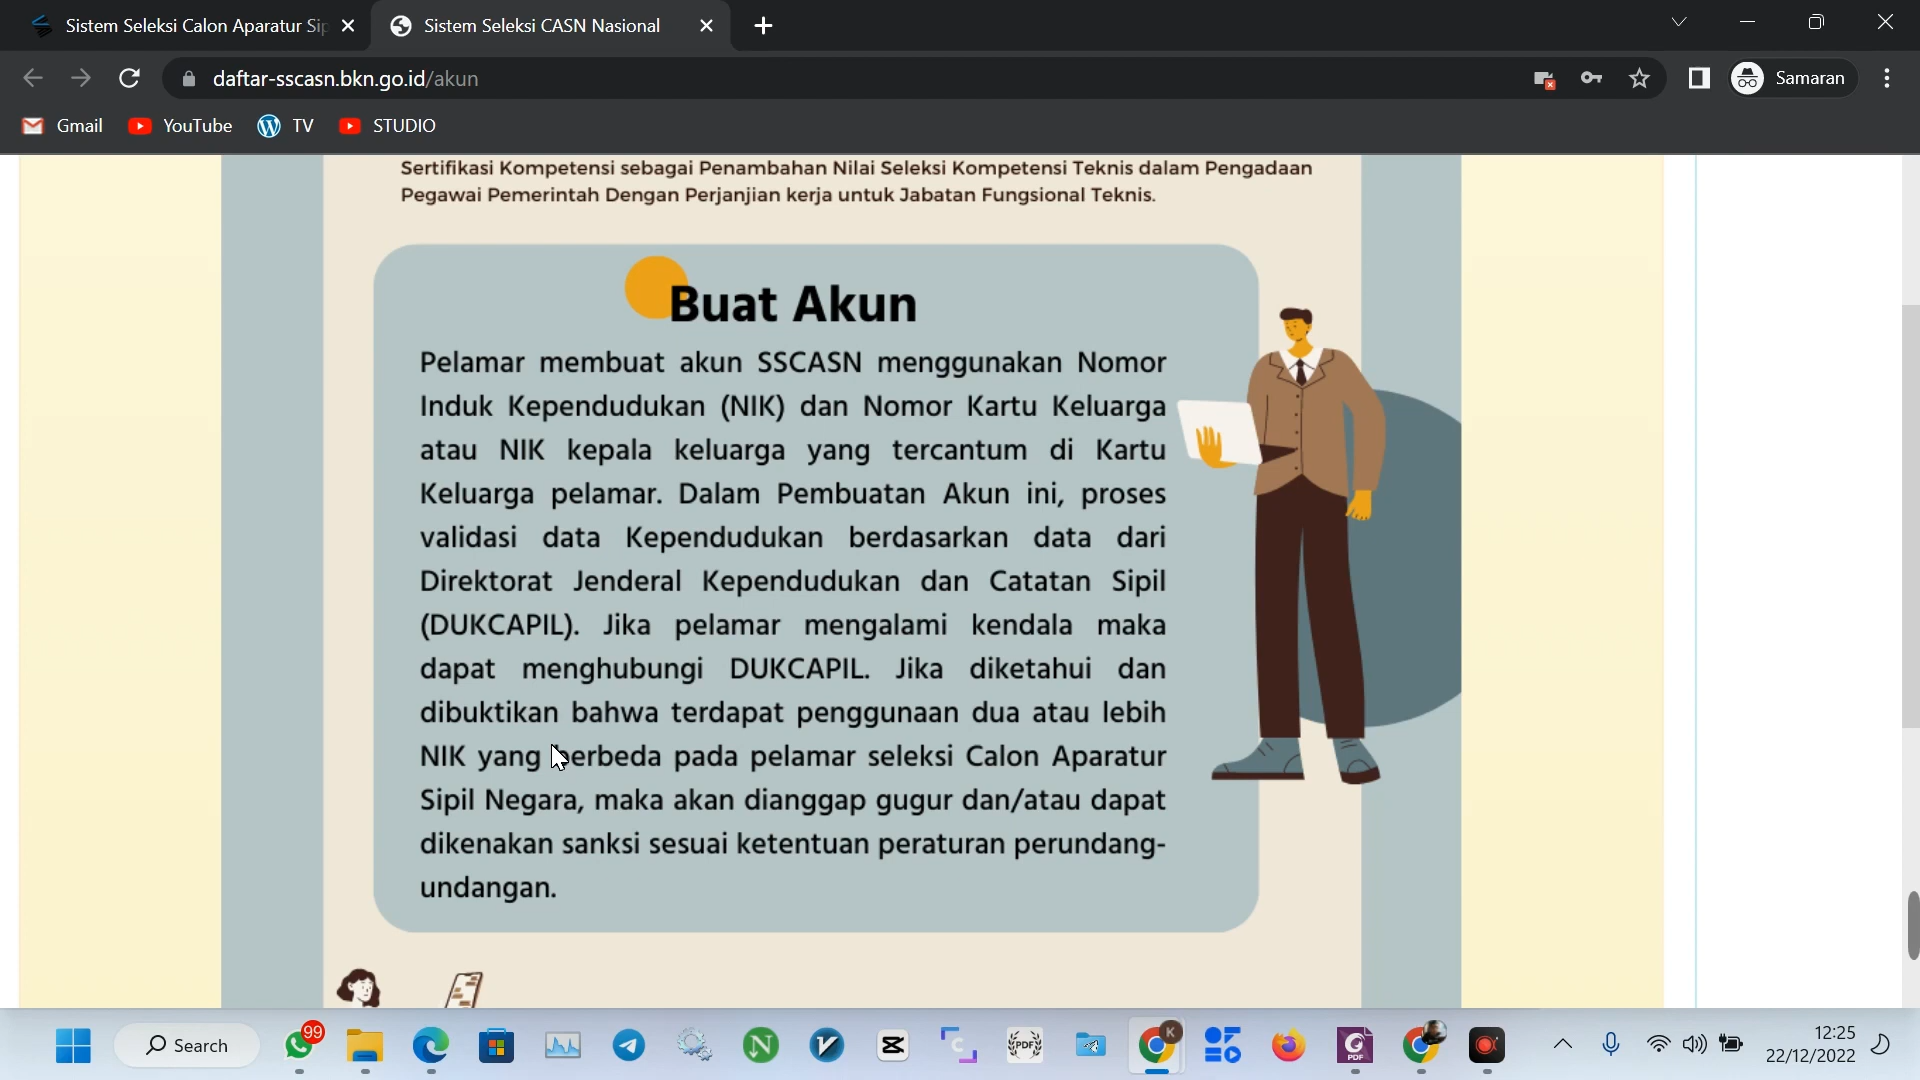 Sistem Seleksi Calon Aparatur Sip
Sistem Seleksi CASN Nasional
daftar-sscasn.bkn.go.id/akun
Samaran
Gmail
YouTube
TV
STUDIO
Sertifikasi Kompetensi sebagai Penambahan Nilai Seleksi Kompetensi Teknis dalam Pengadaan
Pegawai Pemerintah Dengan Perjanjian kerja untuk Jabatan Fungsional Teknis.
Buat Akun
Pelamar membuat akun SSCASN menggunakan Nomor
Induk Kependudukan (NIK) dan Nomor Kartu Keluarga
atau NIK kepala keluarga yang tercantum di Kartu
Keluarga pelamar. Dalam Pembuatan Akun ini, proses
validasi data Kependudukan berdasarkan data dari
Direktorat Jenderal Kependudukan dan Catatan Sipil
(DUKCAPIL). Jika pelamar mengalami kendala maka
dapat menghubungi DUKCAPIL. Jika diketahui dan
dibuktikan bahwa terdapat penggunaan dua atau lebih
NIK yang berbeda pada pelamar seleksi Calon Aparatur
Sipil Negara, maka akan dianggap gugur dan/atau dapat
dikenakan sanksi sesuai ketentuan peraturan perundang-
undangan.
Search
99
PDF
K
PDF
12:25
22/12/2022